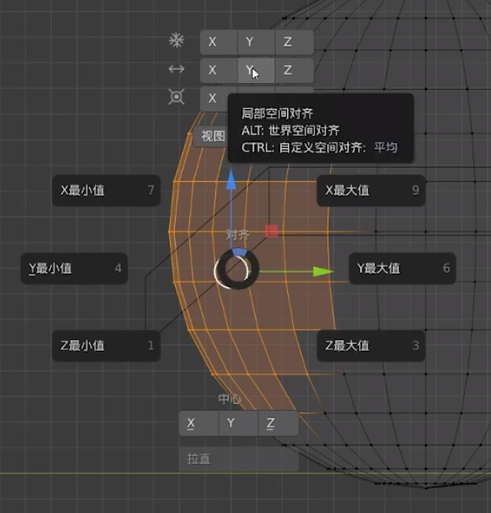 X Y Z
X Y Z
X
局部空间对齐
ALT: 世界空间对齐
CTRL: 自定义空间对齐: 平均
视图
X最小值 7
X最大值 9
对齐
Y最小值 4
Y最大值 6
Z最小值 1
Z最大值 3
中心
X Y Z
拉直